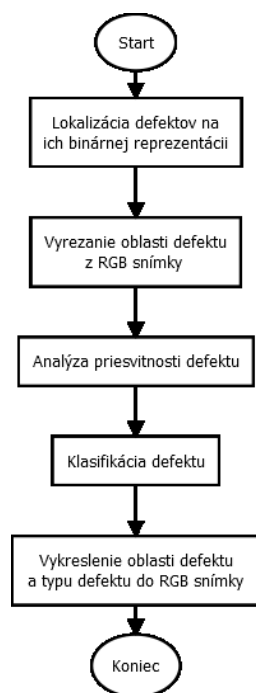 Start
Lokalizácia defektov na
ich binárnej reprezentácii
Vyrezanie oblasti defektu
z RGB snímky
Analýza priesvitnosti defektu
Klasifikácia defektu
Vykreslenie oblasti defektu
a typu defektu do RGB snímky
Koniec